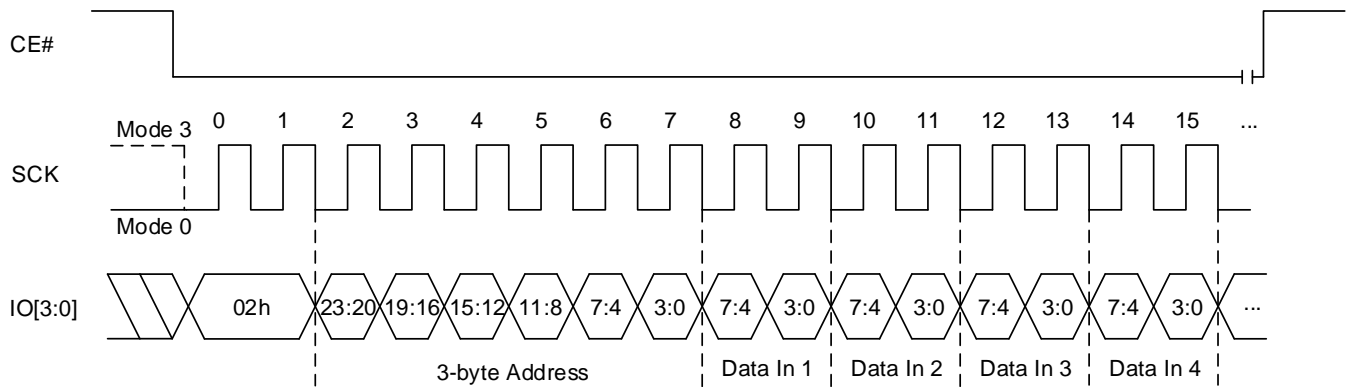 CE#
Mode 3 0 1 2 3 4 5 6 7 8 9 10 11 12 13 14 15 ...
SCK
Mode 0
IO[3:0] 02h 23:20 19:16 15:12 11:8 7:4 3:0 7:4 3:0 7:4 3:0 7:4 3:0 7:4 3:0 ...
3-byte Address Data In 1 Data In 2 Data In 3 Data In 4